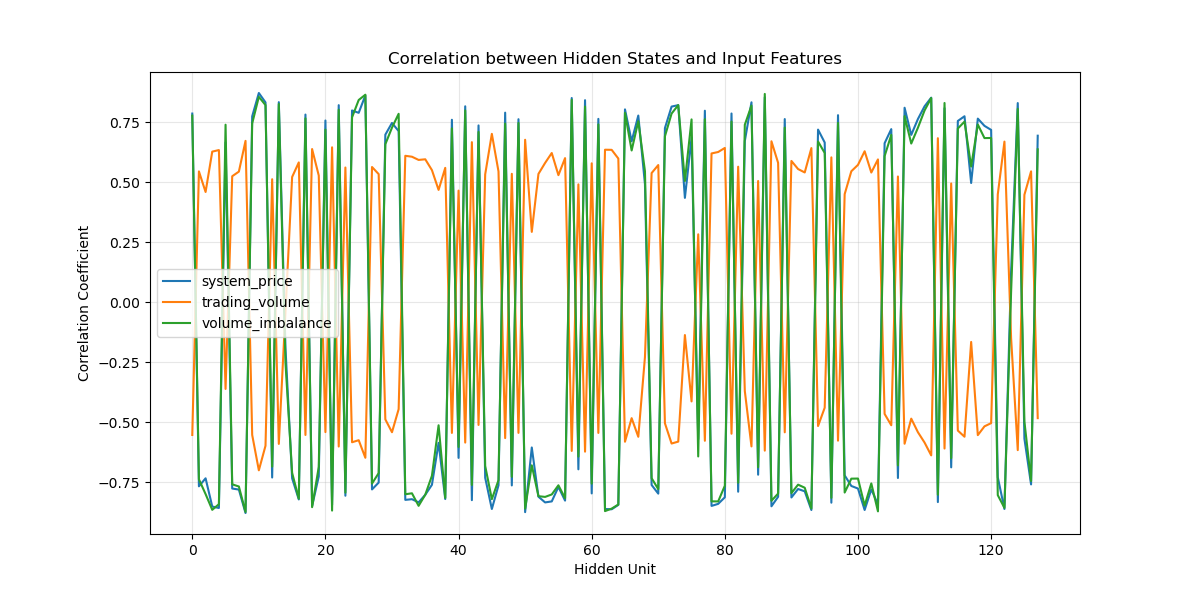 Correlation between Hidden States and Input Features
Correlation Coefficient
0.75
0.50
0.25
0.00
−0.25
−0.50
−0.75
system_price
trading_volume
volume_imbalance
0 20 40 60 80 100 120
Hidden Unit